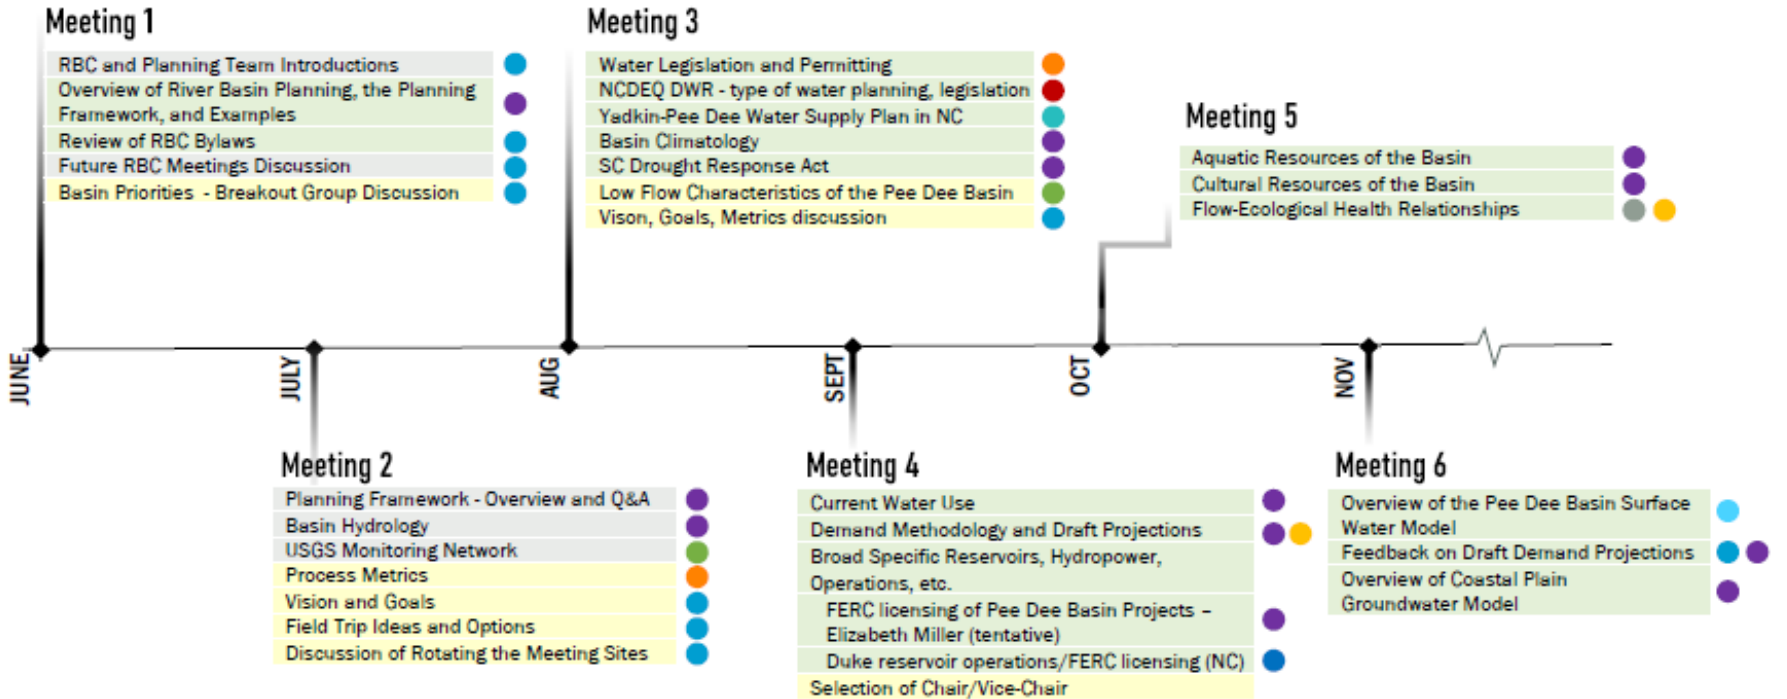 Meeting 1
RBC and Planning Team Introductions
Overview of River Basin Planning, the Planning
Framework, and Examples
Review of RBC Bylaws
Future RBC Meetings Discussion
Basin Priorities - Breakout Group Discussion
Meeting 3
Water Legislation and Permitting
NCDEQ DWR - type of water planning, legislation
Yadkin-Pee Dee Water Supply Plan in NC
Basin Climatology
SC Drought Response Act
Low Flow Characteristics of the Pee Dee Basin
Vison, Goals, Metrics discussion
Meeting 5
Aquatic Resources of the Basin
Cultural Resources of the Basin
Flow-Ecological Health Relationships
JUNE
JULY
AUG
SEPT
OCT
NOV
Meeting 2
Planning Framework - Overview and Q&A
Basin Hydrology
USGS Monitoring Network
Process Metrics
Vision and Goals
Field Trip Ideas and Options
Discussion of Rotating the Meeting Sites
Meeting 4
Current Water Use
Demand Methodology and Draft Projections
Broad Specific Reservoirs, Hydropower,
Operations, etc.
FERC licensing of Pee Dee Basin Projects –
Elizabeth Miller (tentative)
Duke reservoir operations/FERC licensing (NC)
Selection of Chair/Vice-Chair
Meeting 6
Overview of the Pee Dee Basin Surface
Water Model
Feedback on Draft Demand Projections
Overview of Coastal Plain
Groundwater Model